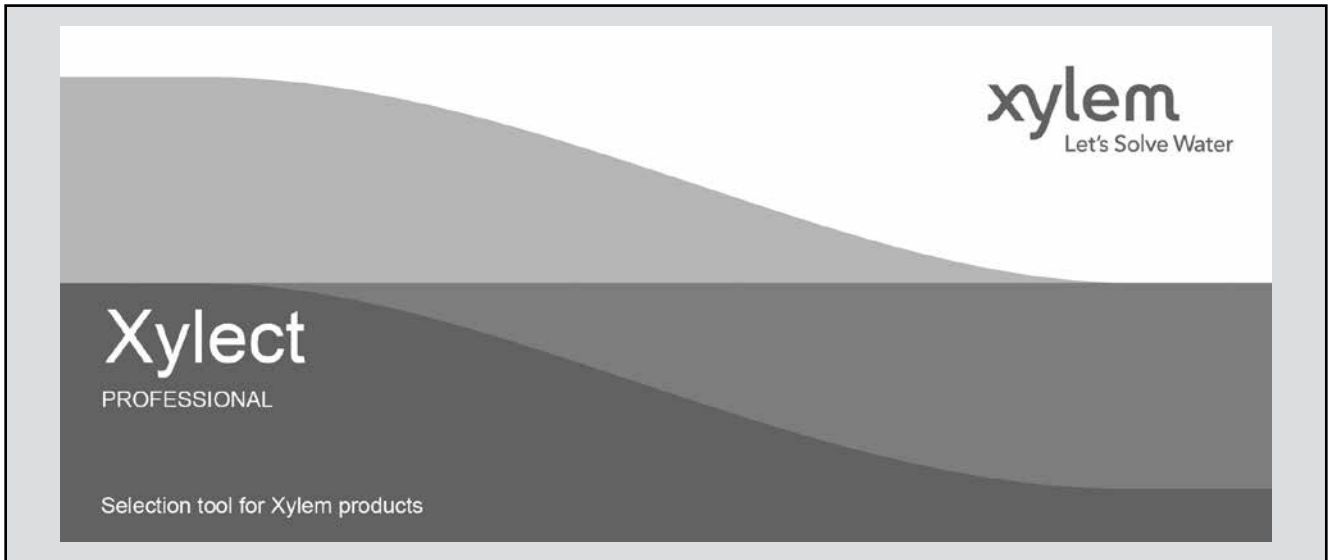 xylem
Let's Solve Water
Xylect
PROFESSIONAL
Selection tool for Xylem products